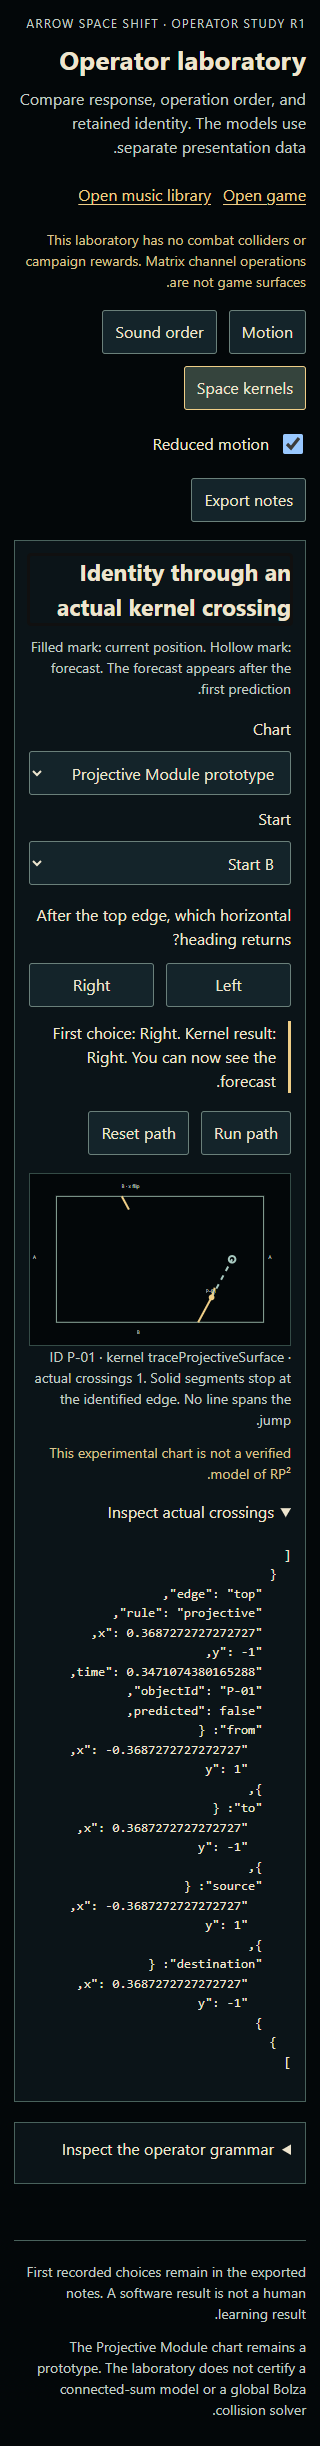 ARROW SPACE SHIFT · OPERATOR STUDY R1
Operator laboratory
Compare response, operation order, and
retained identity. The models use
.separate presentation data
Open music library Open game
This laboratory has no combat colliders or
campaign rewards. Matrix channel operations
.are not game surfaces
Sound order Motion
Space kernels
Reduced motion
Export notes
Identity through an
actual kernel crossing
Filled mark: current position. Hollow mark:
forecast. The forecast appears after the
.first prediction
Chart
Projective Module prototype
Start
Start B
After the top edge, which horizontal
?heading returns
Right Left
First choice: Right. Kernel result:
Right. You can now see the
.forecast
Reset path Run path
B · x flip
A A
P-01
B
ID P-01 · kernel traceProjectiveSurface ·
actual crossings 1. Solid segments stop at
the identified edge. No line spans the
.jump
This experimental chart is not a verified
.model of RP²
Inspect actual crossings
[
{
,"edge": "top"
,"rule": "projective"
,x": 0.3687272727272727"
,y": -1"
,time": 0.3471074380165288"
,"objectId": "P-01"
,predicted": false"
} :"from"
,x": -0.3687272727272727"
y": 1"
,{
} :"to"
,x": 0.3687272727272727"
y": -1"
,{
} :"source"
,x": -0.3687272727272727"
y": 1"
,{
} :"destination"
,x": 0.3687272727272727"
y": -1"
{
{
[
Inspect the operator grammar
First recorded choices remain in the exported
notes. A software result is not a human
.learning result
The Projective Module chart remains a
prototype. The laboratory does not certify a
connected-sum model or a global Bolza
.collision solver